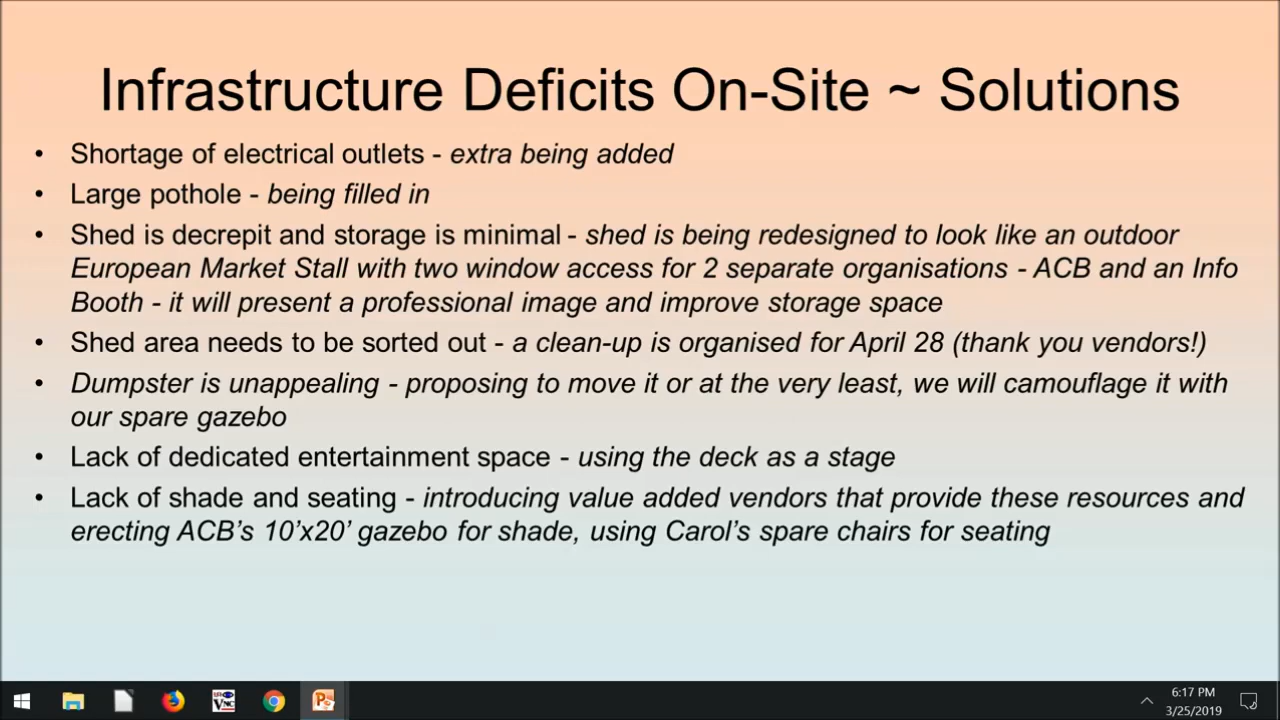 Infrastructure Deficits On-Site ~ Solutions
• Shortage of electrical outlets - extra being added
• Large pothole - being filled in
• Shed is decrepit and storage is minimal - shed is being redesigned to look like an outdoor
European Market Stall with two window access for 2 separate organisations - ACB and an Info
Booth - it will present a professional image and improve storage space
• Shed area needs to be sorted out - a clean-up is organised for April 28 (thank you vendors!)
• Dumpster is unappealing - proposing to move it or at the very least, we will camouflage it with
our spare gazebo
• Lack of dedicated entertainment space - using the deck as a stage
• Lack of shade and seating - introducing value added vendors that provide these resources and
erecting ACB’s 10’x20’ gazebo for shade, using Carol’s spare chairs for seating
6:17 PM
3/25/2019